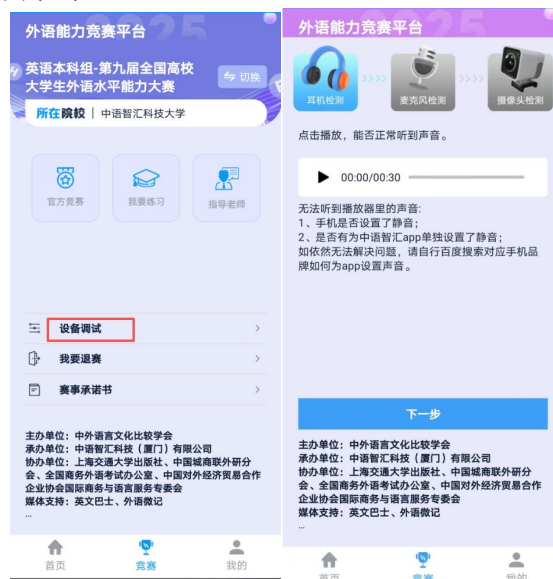 2025
外语能力竞赛平台
英语本科组-第九届全国高校
大学生外语水平能力大赛
切换
所在院校 | 中语智汇科技大学
官方竞赛
我要练习
指导老师
设备调试
我要退赛
赛事承诺书
主办单位：中外语言文化比较学会
承办单位：中语智汇科技（厦门）有限公司
协办单位：上海交通大学出版社、中国城商联外研分
会、全国商务外语考试办公室、中国对外经济贸易合作
企业协会国际商务与语言服务专委会
媒体支持：英文巴士、外语微记
...
首页
竞赛
我的
2025
外语能力竞赛平台
耳机检测
>>>>
麦克风检测
>>>>
摄像头检测
点击播放，能否正常听到声音。
00:00/00:30
无法听到播放器里的声音:
1、手机是否设置了静音；
2、是否有为中语智汇app单独设置了静音；
如依然无法解决问题，请自行百度搜索对应手机品
牌如何为app设置声音。
下一步
主办单位：中外语言文化比较学会
承办单位：中语智汇科技（厦门）有限公司
协办单位：上海交通大学出版社、中国城商联外研分
会、全国商务外语考试办公室、中国对外经济贸易合作
企业协会国际商务与语言服务专委会
媒体支持：英文巴士、外语微记
...
首页
竞赛
我的